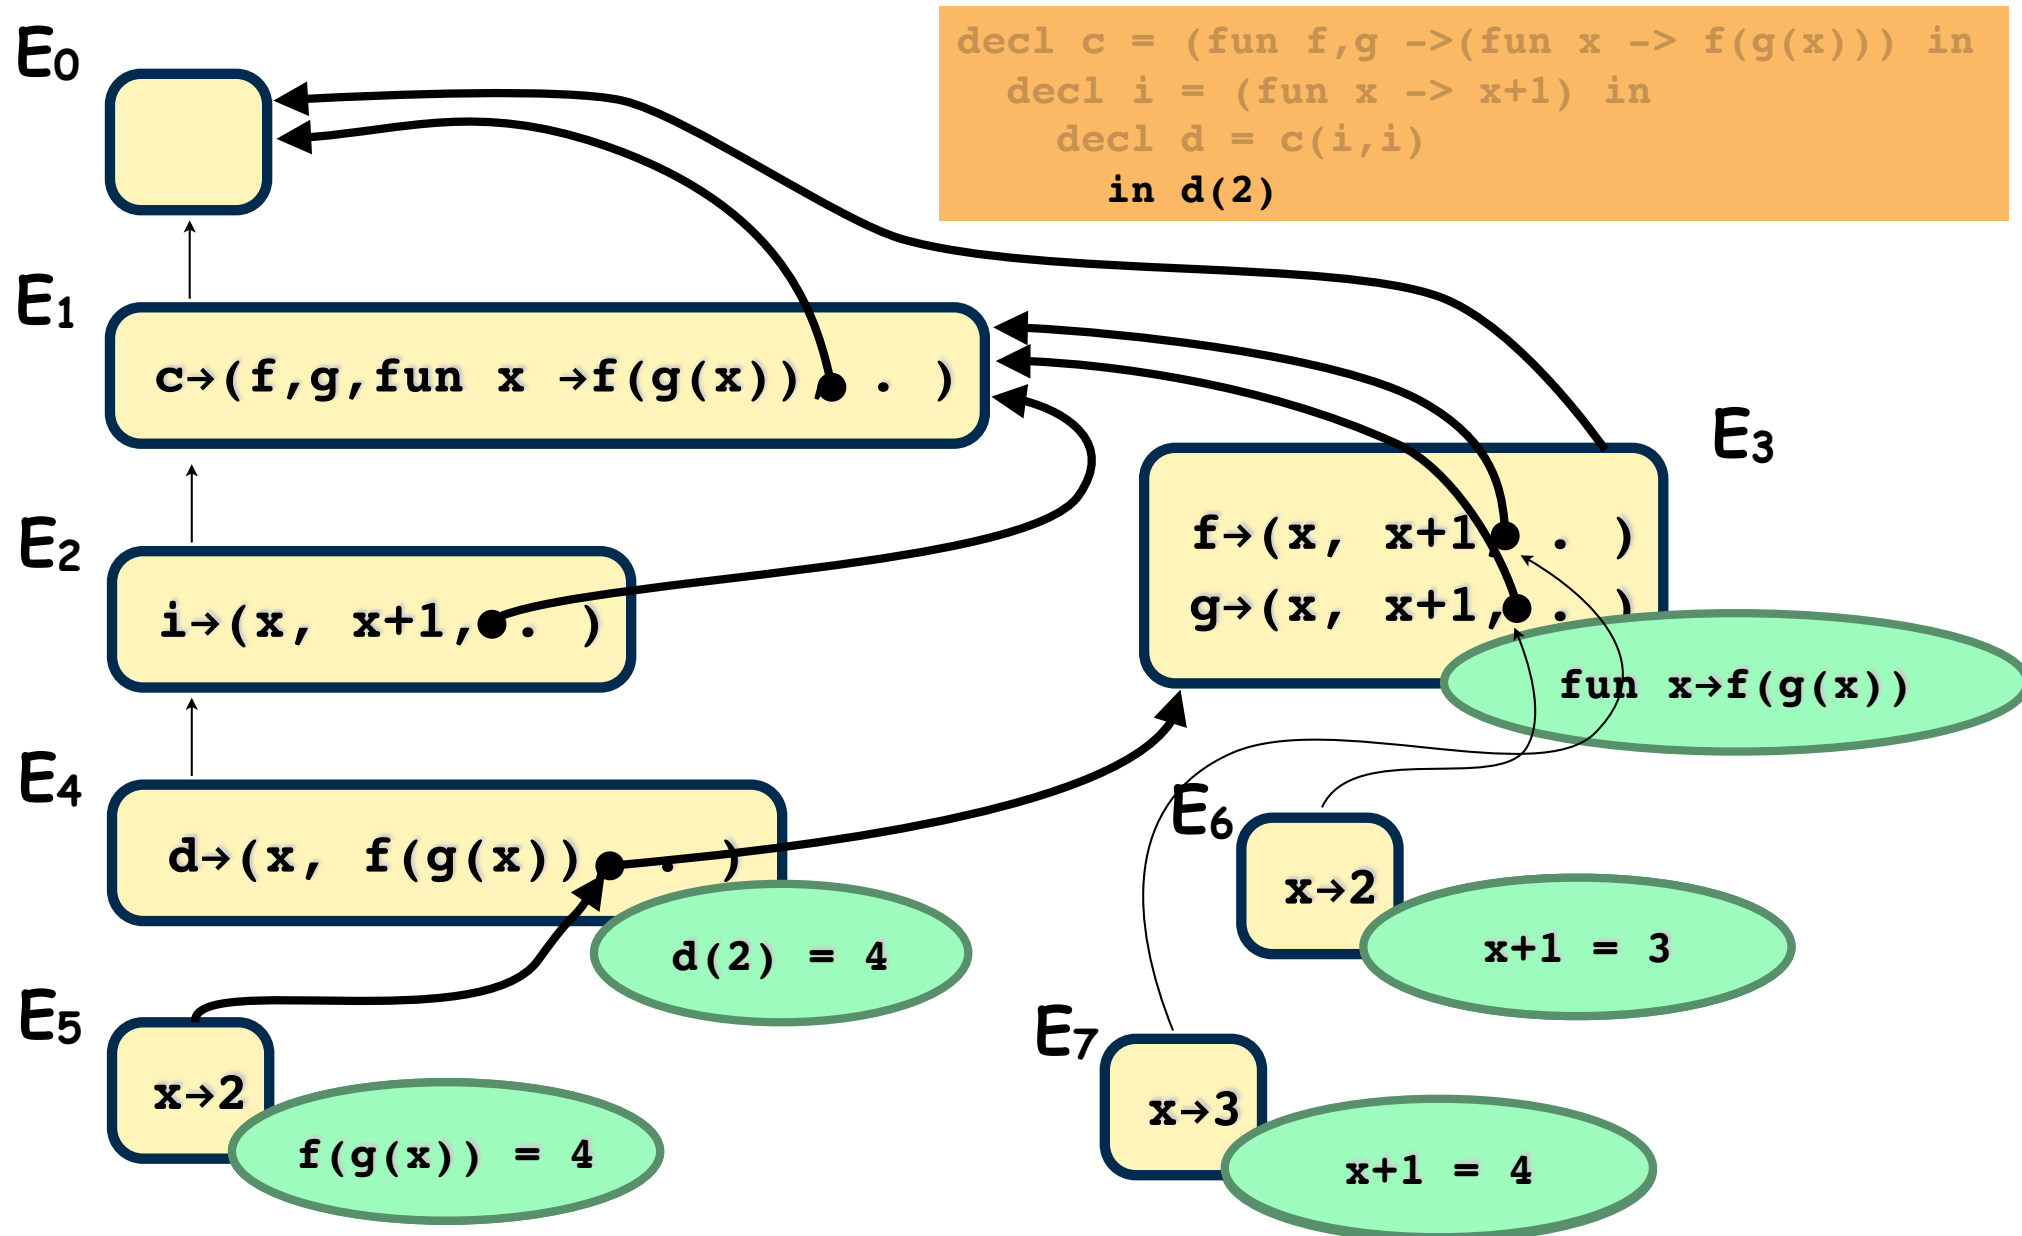 E0
decl c = (fun f,g ->(fun x -> f(g(x))) in
decl i = (fun x -> x+1) in
decl d = c(i,i)
in d(2)
E1
c→(f,g,fun x →f(g(x)), . )
E3
f→(x, x+1, . )
g→(x, x+1, . )
fun x→f(g(x))
E2
i→(x, x+1, . )
E4
d→(x, f(g(x)) . )
d(2) = 4
E6
x→2
x+1 = 3
E5
x→2
f(g(x)) = 4
E7
x→3
x+1 = 4